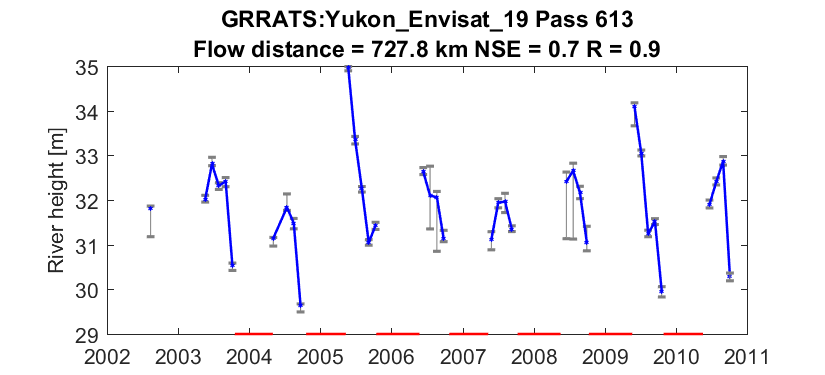 GRRATS:Yukon_Envisat_19 Pass 613
Flow distance = 727.8 km NSE = 0.7 R = 0.9
River height [m]
35
34
33
32
31
30
29
2002 2003 2004 2005 2006 2007 2008 2009 2010 2011